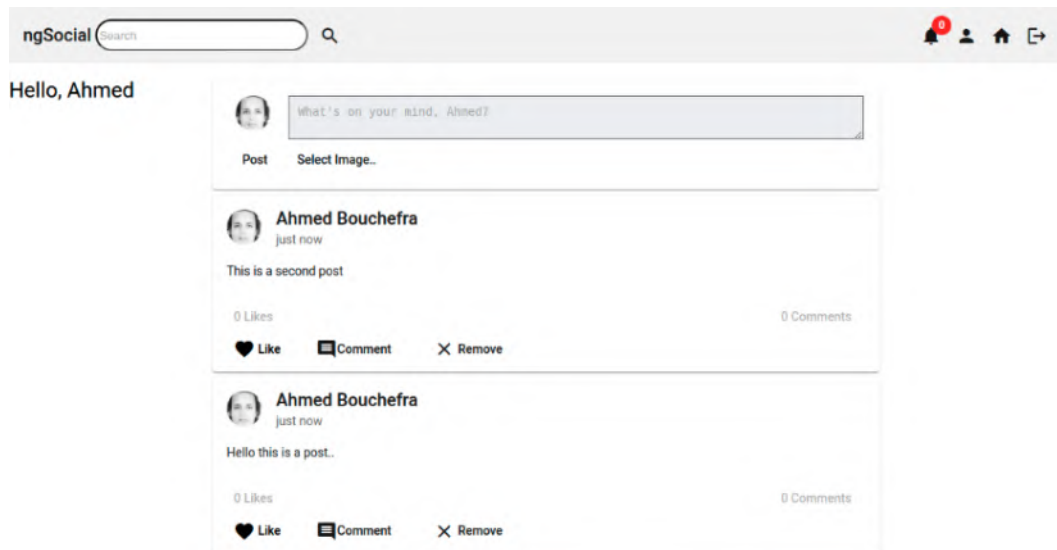 ngSocial Search 0
Hello, Ahmed
What's on your mind, Ahmed?
Post Select Image..
Ahmed Bouchefra
just now
This is a second post
0 Likes 0 Comments
Like Comment Remove
Ahmed Bouchefra
just now
Hello this is a post..
0 Likes 0 Comments
Like Comment Remove